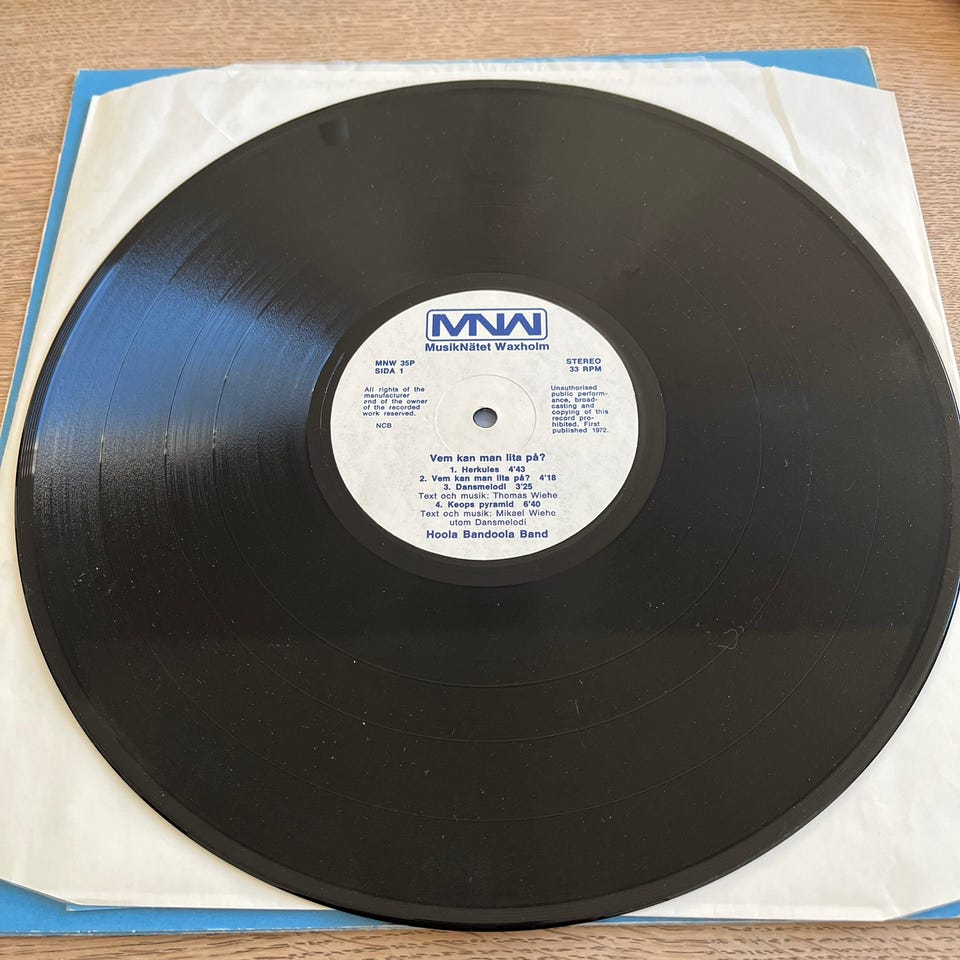 MNW
MusikNätet Waxholm
MNW 35P
SIDA 1
STEREO
33 RPM
All rights of the
manufacturer
and of the owner
of the recorded
work reserved.
NCB
Unauthorised
public perform-
ance, broad-
casting and
copying of this
record pro-
hibited. First
published 1972.
Vem kan man lita på?
1. Herkules 4'43
2. Vem kan man lita på? 4'18
3. Dansmelodi 3'25
Text och musik: Thomas Wiehe
4. Keops pyramid 6'40
Text och musik: Mikael Wiehe
utom Dansmelodi
Hoola Bandoola Band